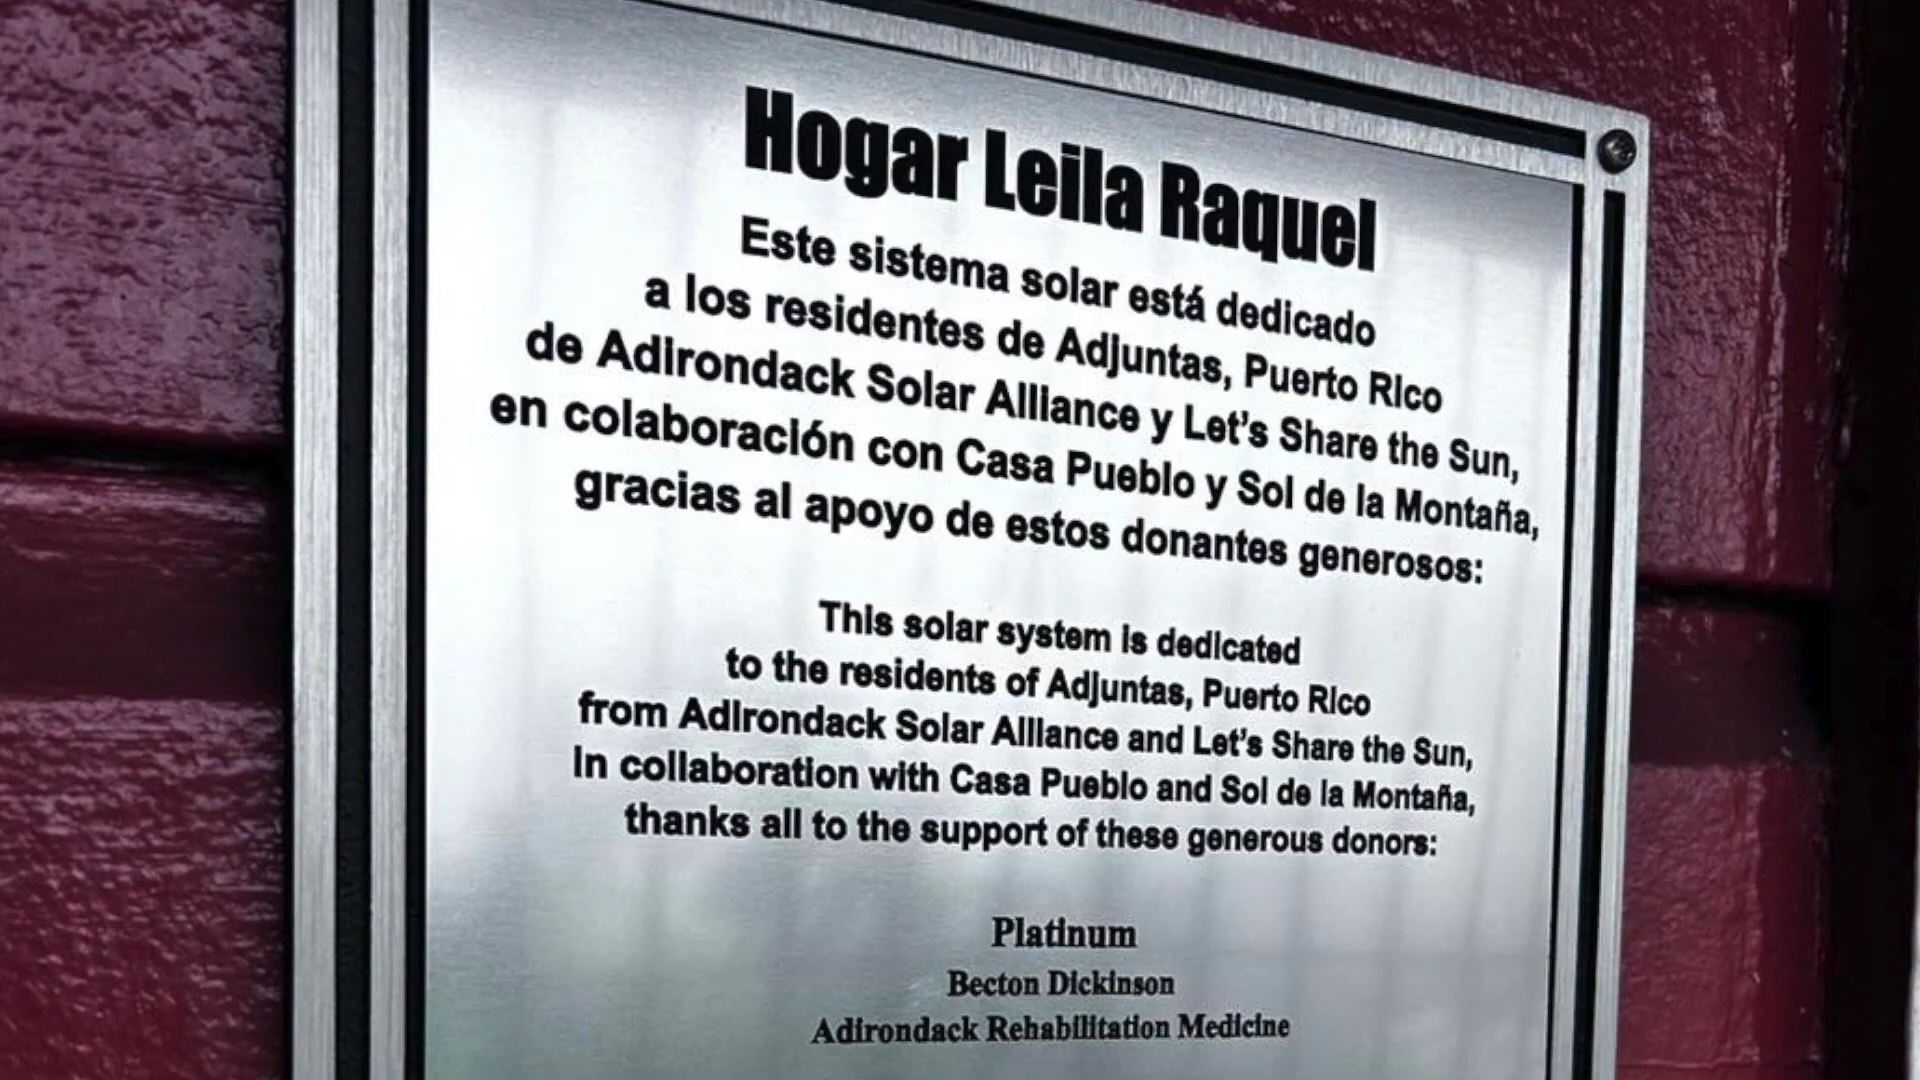 Hogar Leila Raquel
Este sistema solar está dedicado
a los residentes de Adjuntas, Puerto Rico
de Adirondack Solar Alliance y Let's Share the Sun,
en colaboración con Casa Pueblo y Sol de la Montaña,
gracias al apoyo de estos donantes generosos:
This solar system is dedicated
to the residents of Adjuntas, Puerto Rico
from Adirondack Solar Alliance and Let's Share the Sun,
in collaboration with Casa Pueblo and Sol de la Montaña,
thanks all to the support of these generous donors:
Platinum
Becton Dickinson
Adirondack Rehabilitation Medicine